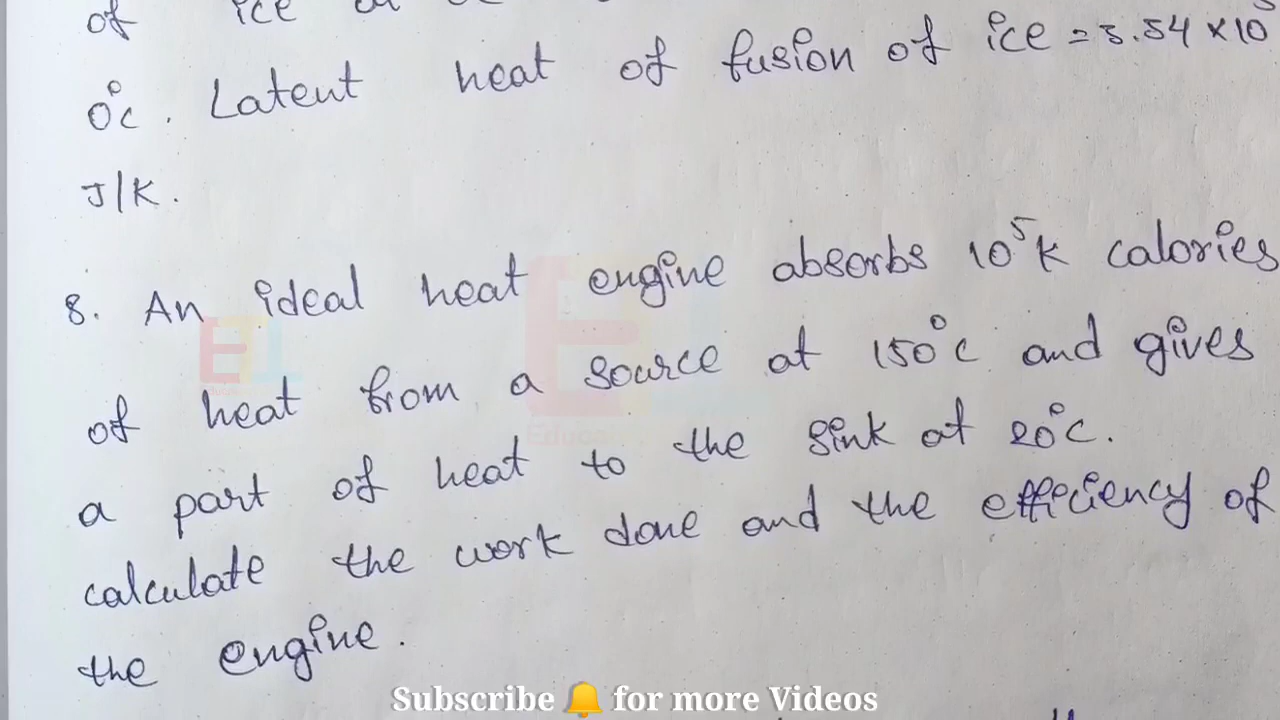 of ice
0°C. Latent heat of fusion of ice = 3.34 × 10⁵
J/K.
8. An ideal heat engine absorbs 10⁵ k calories
of heat from a source at 150°C and gives
a part of heat to the sink at 20°C.
calculate the work done and the efficiency of
the engine.
Subscribe 🔔 for more Videos